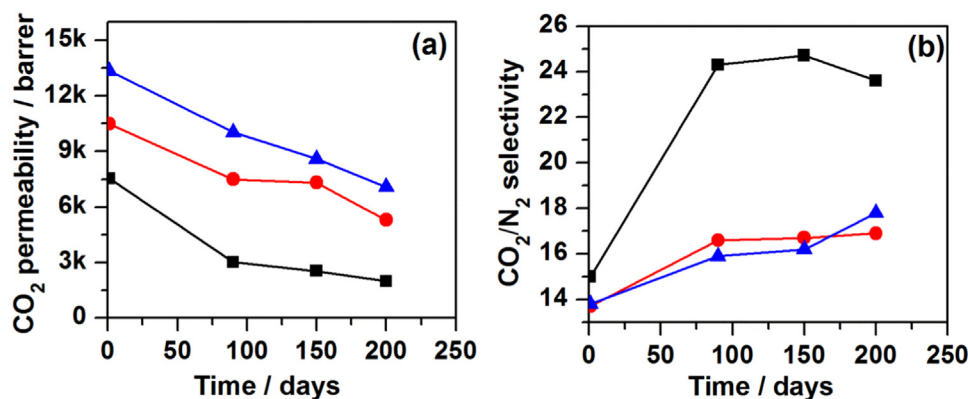 (a)
CO₂ permeability / barrer
15k
12k
9k
6k
3k
0
0 50 100 150 200 250
Time / days
(b)
CO₂/N₂ selectivity
26
24
22
20
18
16
14
0 50 100 150 200 250
Time / days